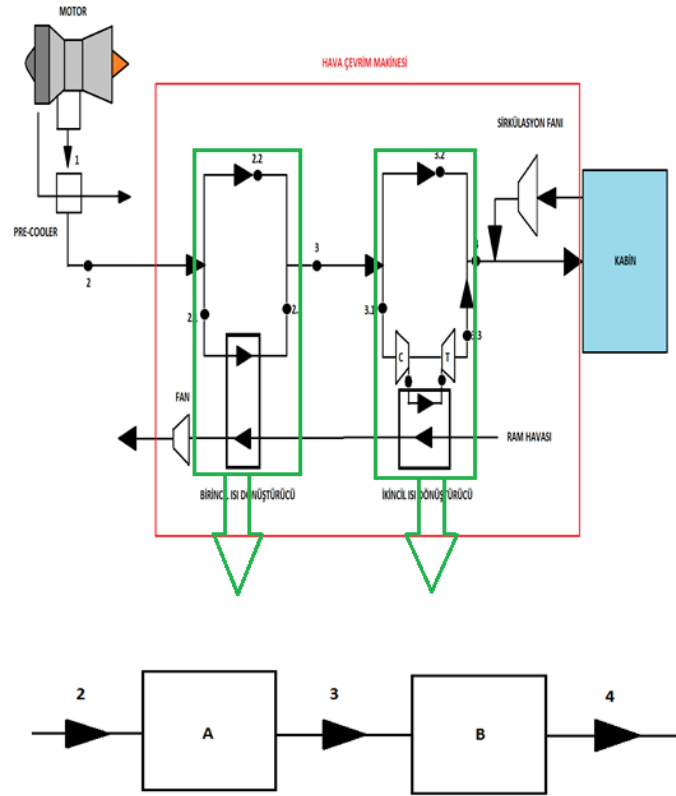 MOTOR
HAVA ÇEVRİM MAKİNESİ
SİRKÜLASYON FANI
2.2
3.2
1
PRE-COOLER
3
KABİN
2
3.1
C
T
FAN
RAM HAVASI
BİRİNCİL ISI DÖNÜŞTÜRÜCÜ
İKİNCİL ISI DÖNÜŞTÜRÜCÜ
2
3
4
A
B